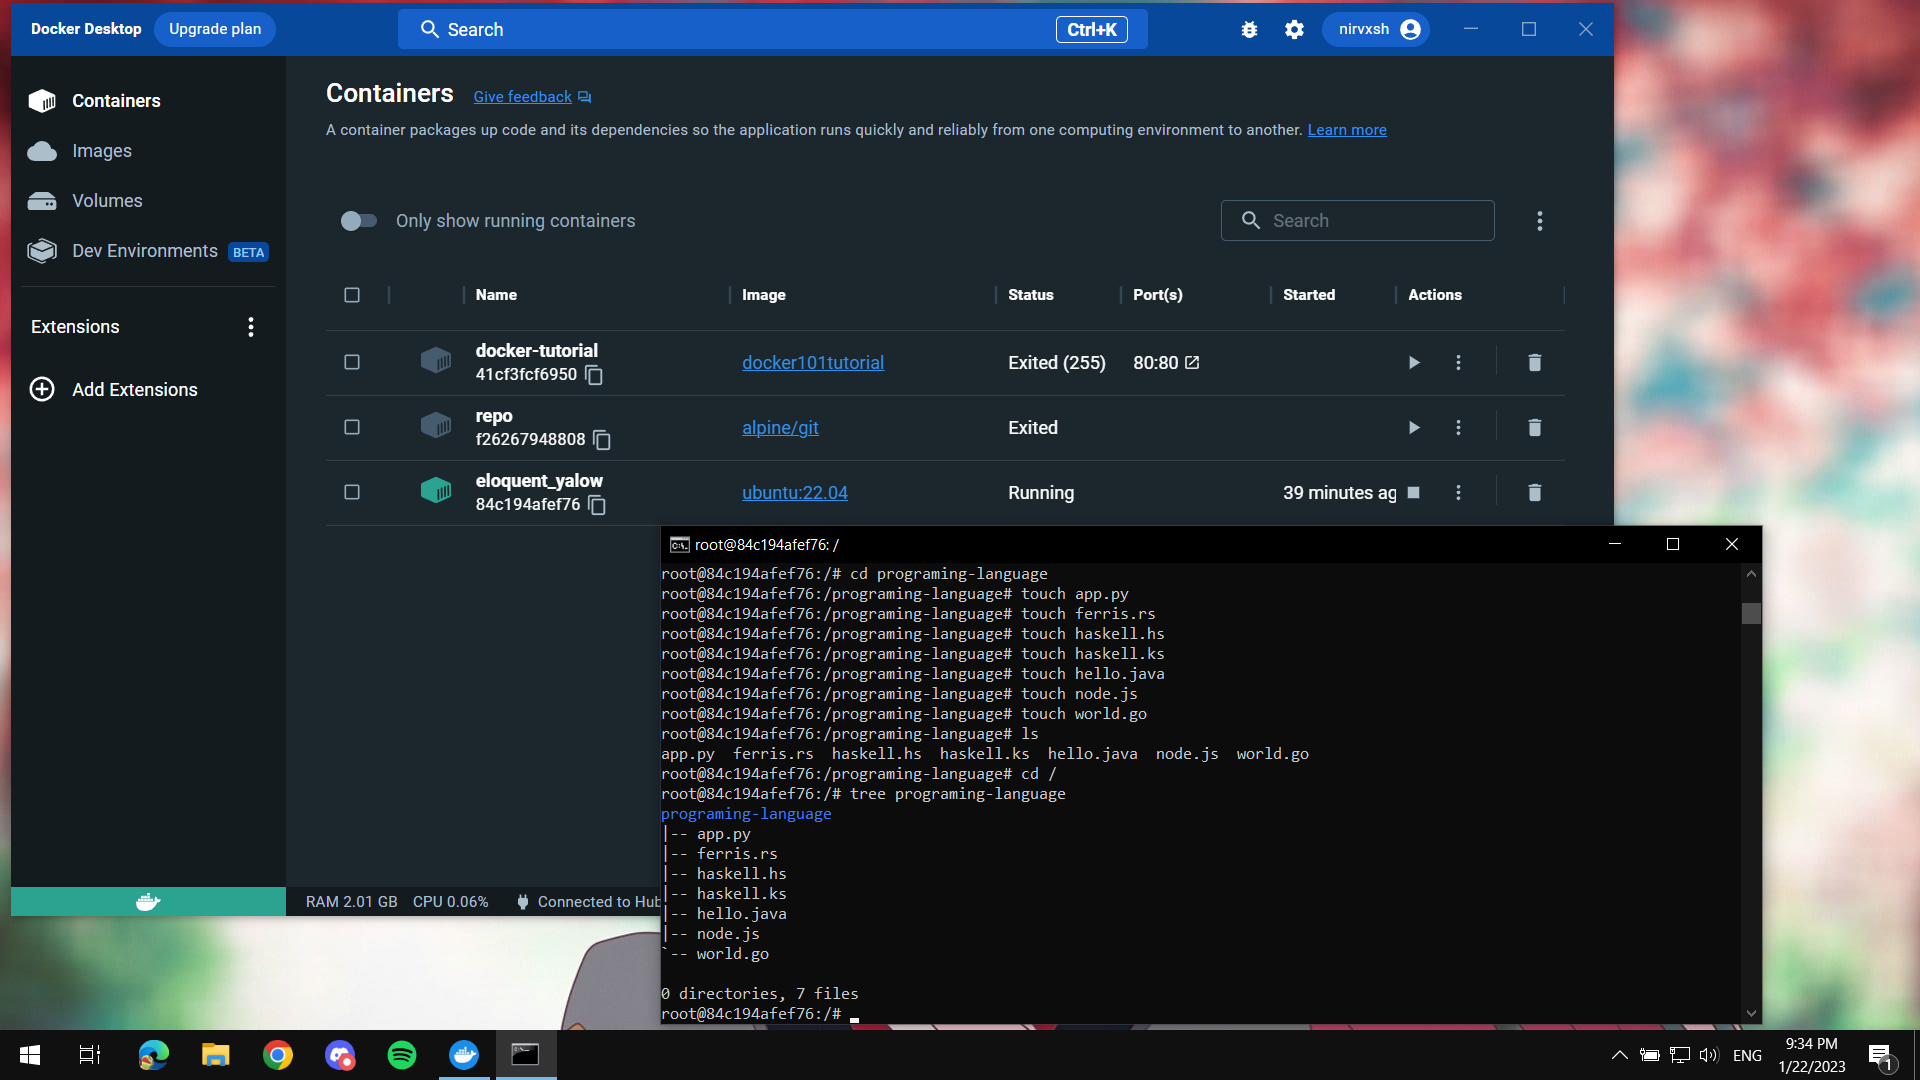 Docker Desktop Upgrade plan Search Ctrl+K nirvxsh
Containers
Images
Volumes
Dev Environments BETA
Extensions
Add Extensions
Containers Give feedback
A container packages up code and its dependencies so the application runs quickly and reliably from one computing environment to another. Learn more
Only show running containers Search
Name Image Status Port(s) Started Actions
docker-tutorial
41cf3fcf6950 docker101tutorial Exited (255) 80:80
repo
f26267948808 alpine/git Exited
eloquent_yalow
84c194afef76 ubuntu:22.04 Running 39 minutes ag
RAM 2.01 GB CPU 0.06% Connected to Hub
root@84c194afef76: /
root@84c194afef76:/# cd programing-language
root@84c194afef76:/programing-language# touch app.py
root@84c194afef76:/programing-language# touch ferris.rs
root@84c194afef76:/programing-language# touch haskell.hs
root@84c194afef76:/programing-language# touch haskell.ks
root@84c194afef76:/programing-language# touch hello.java
root@84c194afef76:/programing-language# touch node.js
root@84c194afef76:/programing-language# touch world.go
root@84c194afef76:/programing-language# ls
app.py  ferris.rs  haskell.hs  haskell.ks  hello.java  node.js  world.go
root@84c194afef76:/programing-language# cd /
root@84c194afef76:/# tree programing-language
programing-language
|-- app.py
|-- ferris.rs
|-- haskell.hs
|-- haskell.ks
|-- hello.java
|-- node.js
`-- world.go
0 directories, 7 files
root@84c194afef76:/#
ENG
9:34 PM
1/22/2023
1